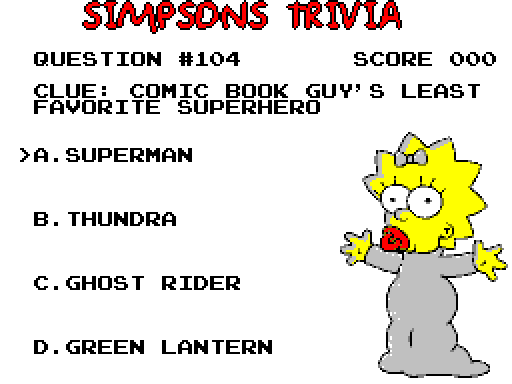 SIMPSONS TRIVIA
QUESTION #104 SCORE 000
CLUE: COMIC BOOK GUY'S LEAST
FAVORITE SUPERHERO
>A.SUPERMAN
B.THUNDRA
C.GHOST RIDER
D.GREEN LANTERN